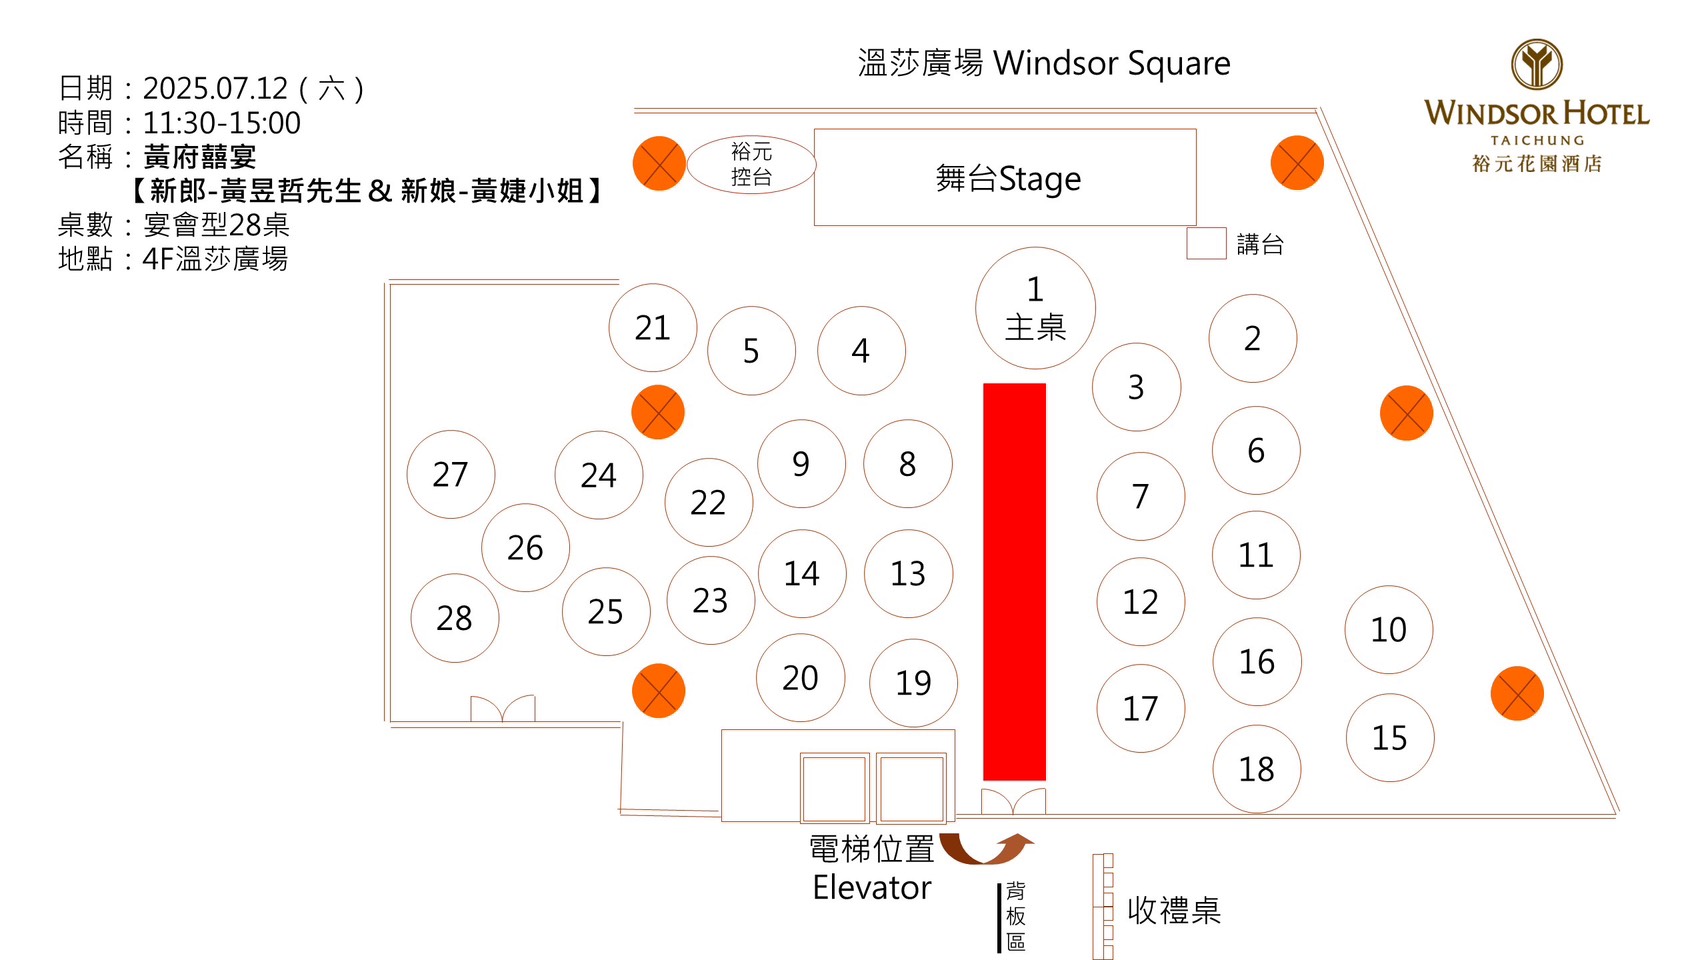 溫莎廣場 Windsor Square
WINDSOR HOTEL
TAICHUNG
裕元花園酒店
日期：2025.07.12（六）
時間：11:30-15:00
名稱：黃府囍宴
【新郎-黃昱哲先生＆新娘-黃婕小姐】
桌數：宴會型28桌
地點：4F溫莎廣場
裕元
控台
舞台Stage
講台
1
主桌
21
5
4
2
3
27
24
22
9
8
7
6
26
14
13
11
28
25
23
12
10
20
19
17
16
15
18
電梯位置
Elevator
背
板
區
收禮桌